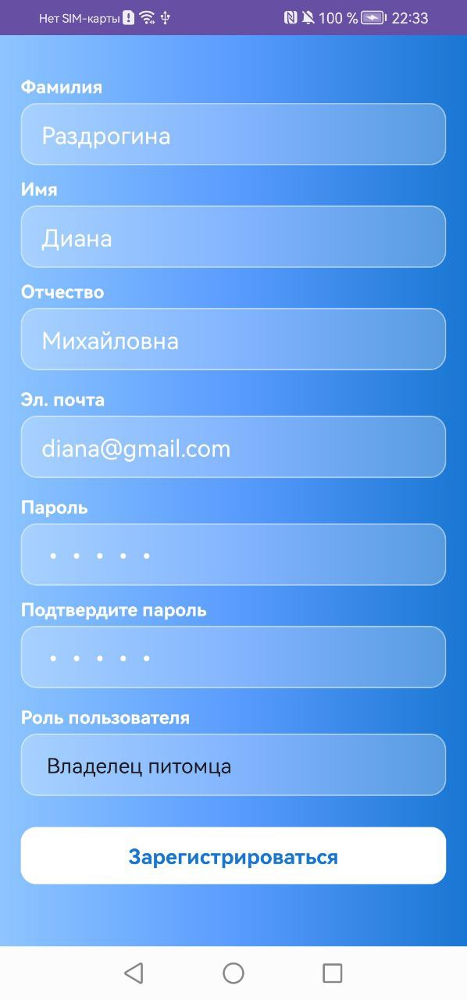 Нет SIM-карты 100 % 22:33
Фамилия
Раздрогина
Имя
Диана
Отчество
Михайловна
Эл. почта
diana@gmail.com
Пароль
• • • • •
Подтвердите пароль
• • • • •
Роль пользователя
Владелец питомца
Зарегистрироваться